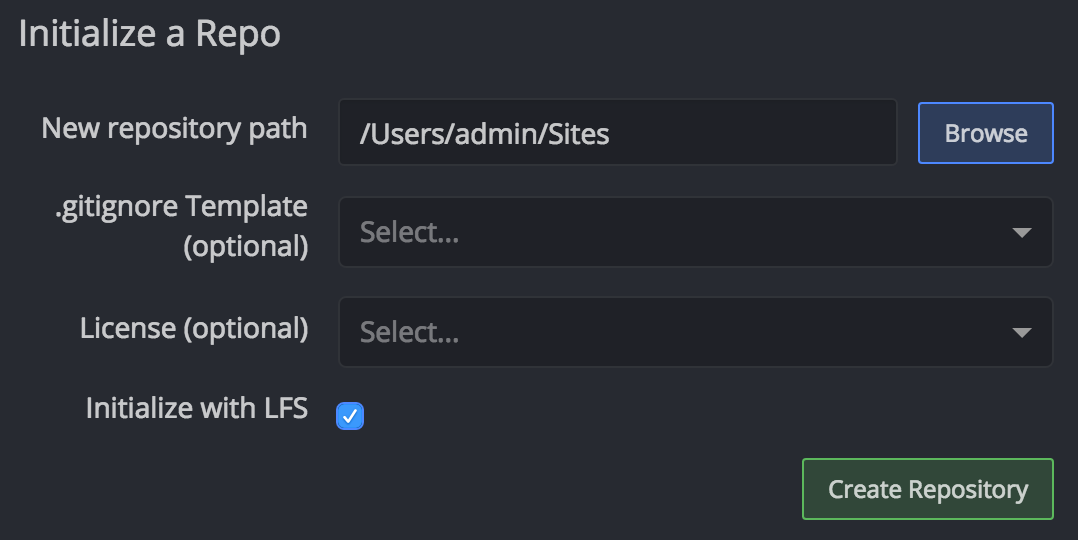 Initialize a Repo
New repository path
/Users/admin/Sites
Browse
.gitignore Template
(optional)
Select...
License (optional)
Select...
Initialize with LFS
Create Repository